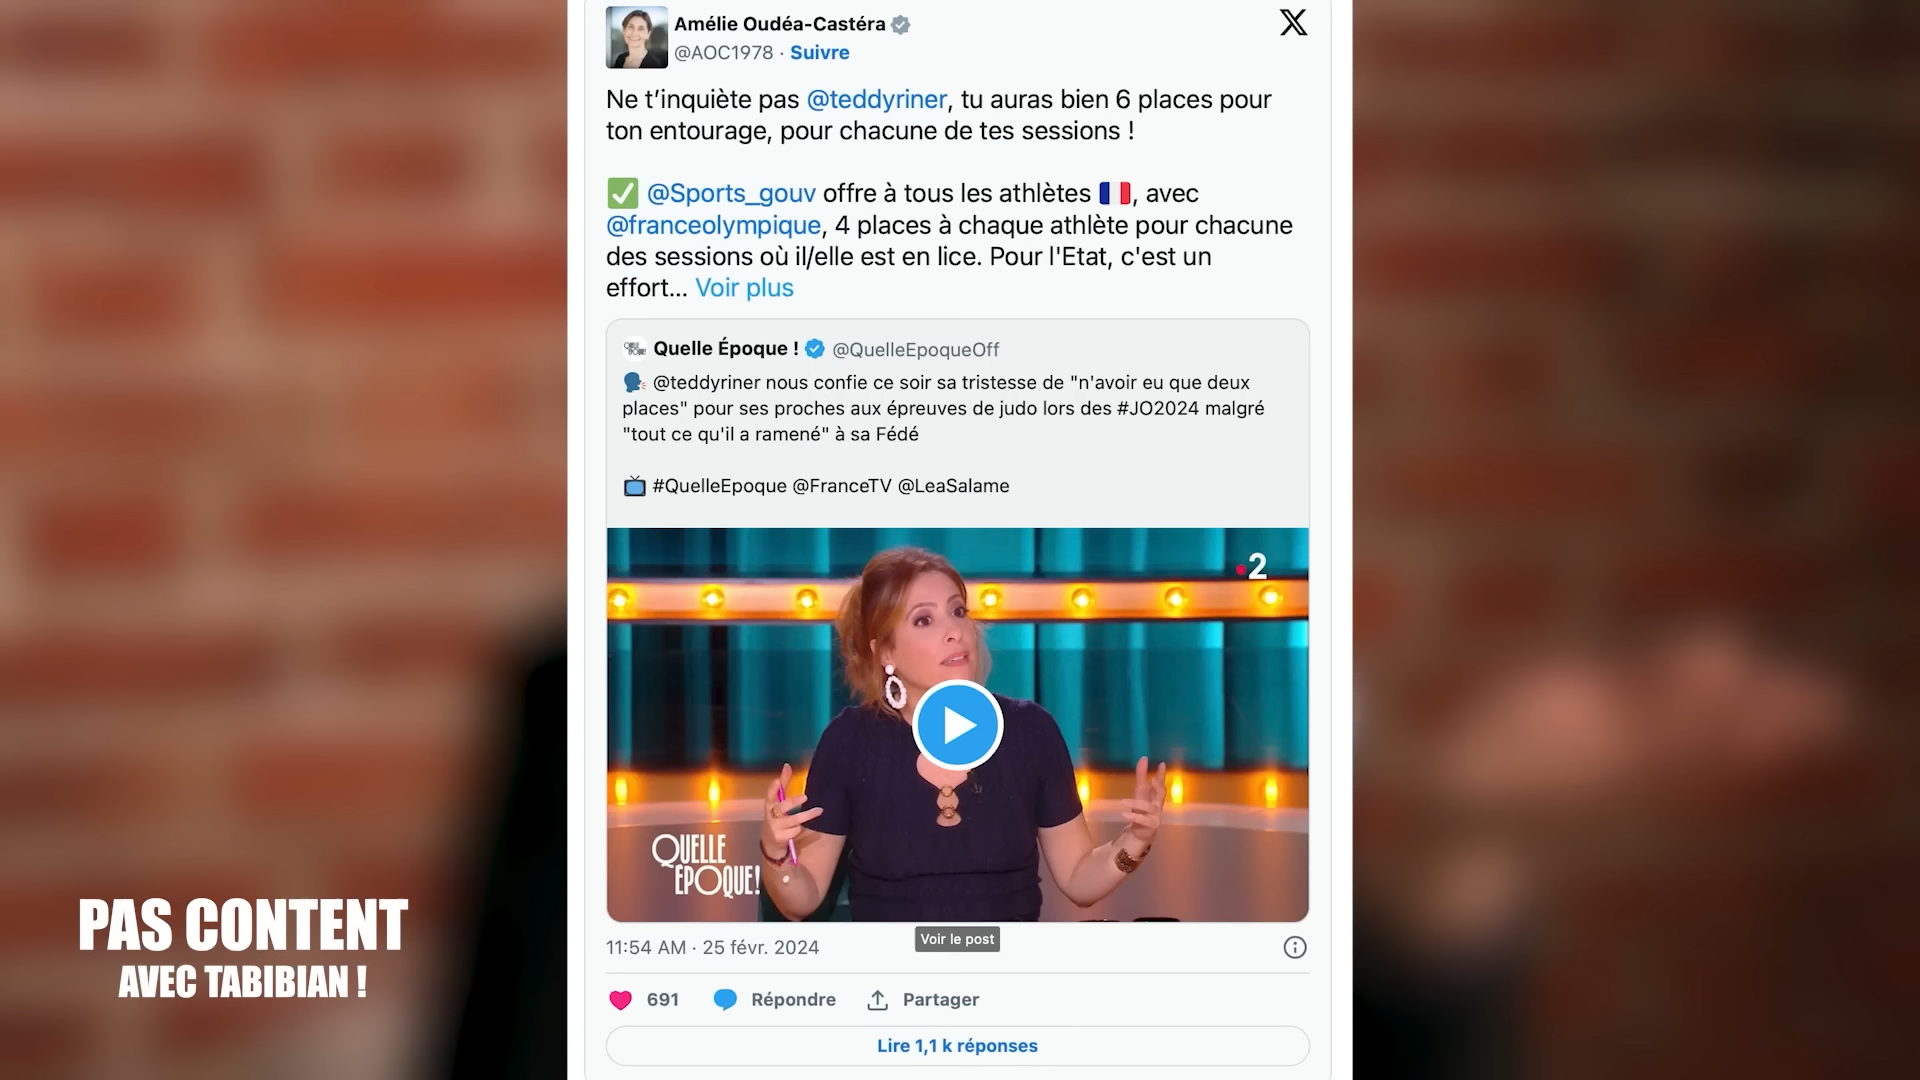 Amélie Oudéa-Castéra
@AOC1978 · Suivre
Ne t’inquiète pas @teddyriner, tu auras bien 6 places pour
ton entourage, pour chacune de tes sessions !
@Sports_gouv offre à tous les athlètes 🇫🇷, avec
@franceolympique, 4 places à chaque athlète pour chacune
des sessions où il/elle est en lice. Pour l'Etat, c'est un
effort... Voir plus
Quelle Époque ! @QuelleEpoqueOff
@teddyriner nous confie ce soir sa tristesse de "n'avoir eu que deux
places" pour ses proches aux épreuves de judo lors des #JO2024 malgré
"tout ce qu'il a ramené" à sa Fédé
#QuelleEpoque @FranceTV @LeaSalame
2
QUELLE
ÉPOQUE!
Voir le post
11:54 AM · 25 févr. 2024
691 Répondre Partager
Lire 1,1 k réponses
PAS CONTENT
AVEC TABIBIAN !